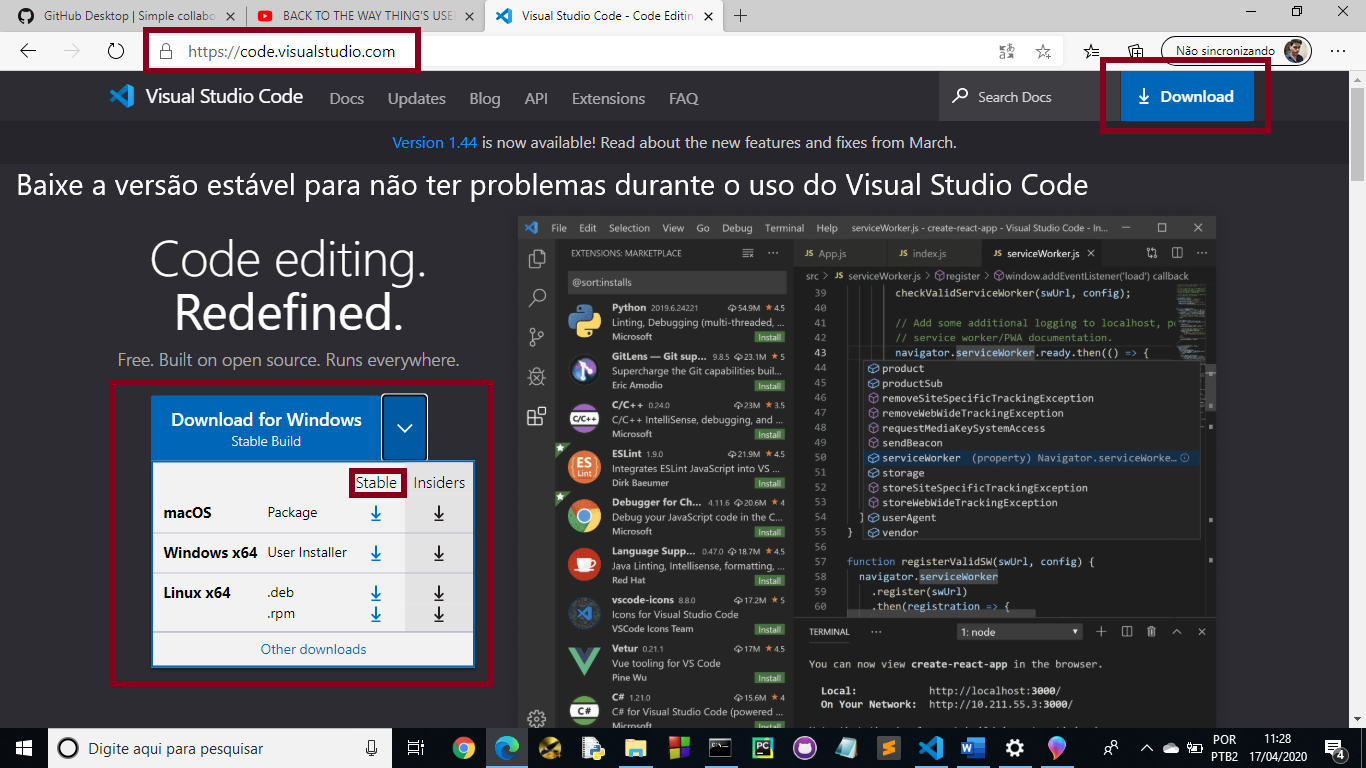 GitHub Desktop | Simple collabo
BACK TO THE WAY THING'S USE
Visual Studio Code - Code Editin
https://code.visualstudio.com
Não sincronizando
Visual Studio Code
Docs
Updates
Blog
API
Extensions
FAQ
Search Docs
Download
Version 1.44 is now available! Read about the new features and fixes from March.
Baixe a versão estável para não ter problemas durante o uso do Visual Studio Code
Code editing.
Redefined.
Free. Built on open source. Runs everywhere.
Download for Windows
Stable Build
Stable Insiders
macOS Package
Windows x64 User Installer
Linux x64 .deb
.rpm
Other downloads
File Edit Selection View Go Debug Terminal Help serviceWorker.js - create-react-app - Visual Studio Code - In...
EXTENSIONS: MARKETPLACE
@sort:installs
Python 2019.6.24221 54.9M 4.5
Linting, Debugging (multi-threaded, ...
Microsoft Install
GitLens — Git sup... 9.8.5 23.1M 5
Supercharge the Git capabilities buil...
Eric Amodio Install
C/C++ 0.24.0 23M 3.5
C/C++ IntelliSense, debugging, and ...
Microsoft Install
ESLint 1.9.0 21.9M 4.5
Integrates ESLint JavaScript into VS ...
Dirk Baeumer Install
Debugger for Ch... 4.11.6 20.6M 4
Debug your JavaScript code in the C...
Microsoft Install
Language Supp... 0.47.0 18.7M 4.5
Java Linting, Intellisense, formatting, ...
Red Hat Install
vscode-icons 8.8.0 17.2M 5
Icons for Visual Studio Code
VSCode Icons Team Install
Vetur 0.21.1 17M 4.5
Vue tooling for VS Code
Pine Wu Install
C# 1.21.0 15.6M 4
C# for Visual Studio Code (powered ...
Microsoft Install
JS App.js JS index.js JS serviceWorker.js
src > JS serviceWorker.js > register > window.addEventListener('load') callback
39 checkValidServiceWorker(swUrl, config);
40
41 // Add some additional logging to localhost, po
42 // service worker/PWA documentation.
43 navigator.serviceWorker.ready.then(() => {
44 product
45 productSub
46 removeSiteSpecificTrackingException
47 removeWebWideTrackingException
48 requestMediaKeySystemAccess
49 sendBeacon
50 serviceWorker (property) Navigator.serviceWorke...
51 storage
52 storeSiteSpecificTrackingException
53 storeWebWideTrackingException
54 ] userAgent
55 } vendor
56
57 function registerValidSW(swUrl, config) {
58 navigator.serviceWorker
59 .register(swUrl)
60 .then(registration => {
TERMINAL ... 1: node
You can now view create-react-app in the browser.
Local: http://localhost:3000/
On Your Network: http://10.211.55.3:3000/
Digite aqui para pesquisar
POR
PTB2
11:28
17/04/2020
4